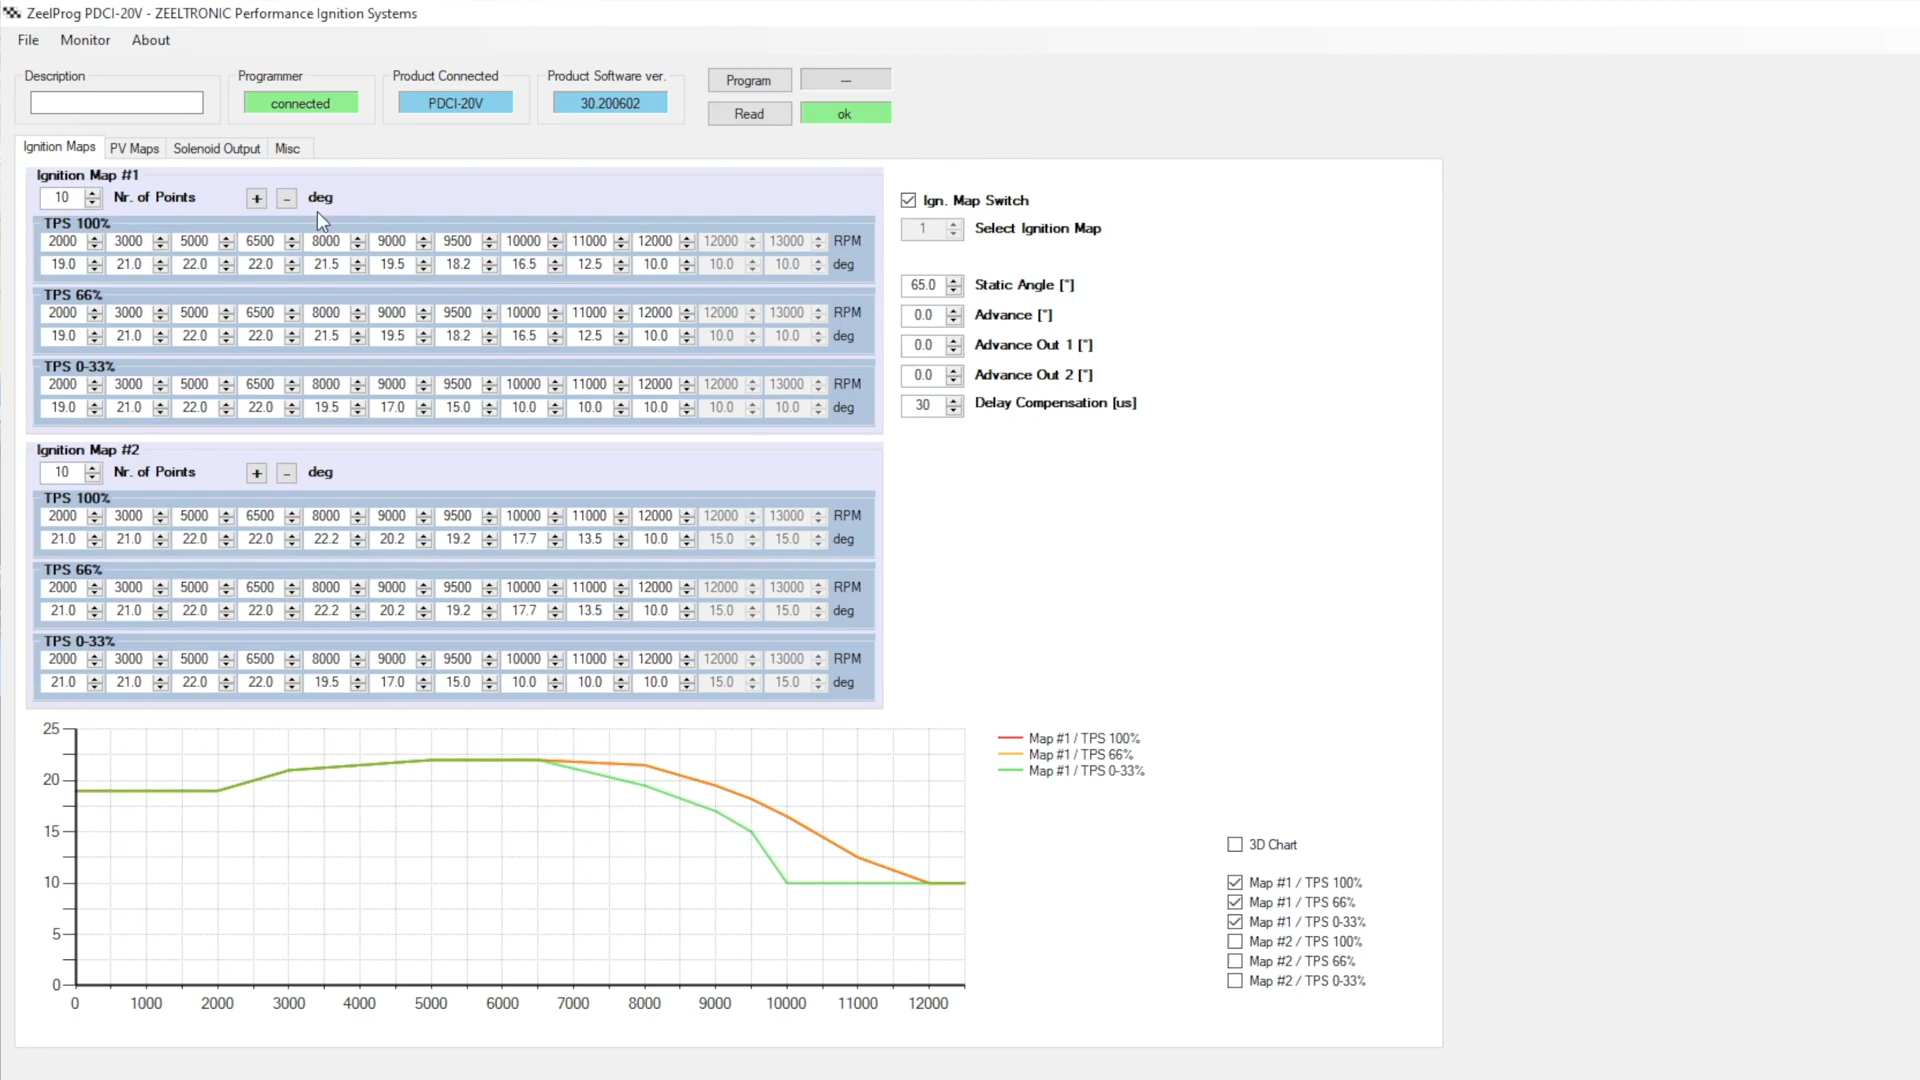 ZeelProg PDCI-20V - ZEELTRONIC Performance Ignition Systems
File Monitor About
Description Programmer Product Connected Product Software ver. Program ---
connected PDCI-20V 30.200602 Read ok
Ignition Maps PV Maps Solenoid Output Misc
Ignition Map #1
10 Nr. of Points + - deg
TPS 100%
2000 3000 5000 6500 8000 9000 9500 10000 11000 12000 12000 13000 RPM
19.0 21.0 22.0 22.0 21.5 19.5 18.2 16.5 12.5 10.0 10.0 10.0 deg
TPS 66%
2000 3000 5000 6500 8000 9000 9500 10000 11000 12000 12000 13000 RPM
19.0 21.0 22.0 22.0 21.5 19.5 18.2 16.5 12.5 10.0 10.0 10.0 deg
TPS 0-33%
2000 3000 5000 6500 8000 9000 9500 10000 11000 12000 12000 13000 RPM
19.0 21.0 22.0 22.0 19.5 17.0 15.0 10.0 10.0 10.0 10.0 10.0 deg
Ign. Map Switch
1 Select Ignition Map
65.0 Static Angle [°]
0.0 Advance [°]
0.0 Advance Out 1 [°]
0.0 Advance Out 2 [°]
30 Delay Compensation [us]
Ignition Map #2
10 Nr. of Points + - deg
TPS 100%
2000 3000 5000 6500 8000 9000 9500 10000 11000 12000 12000 13000 RPM
21.0 21.0 22.0 22.0 22.2 20.2 19.2 17.7 13.5 10.0 15.0 15.0 deg
TPS 66%
2000 3000 5000 6500 8000 9000 9500 10000 11000 12000 12000 13000 RPM
21.0 21.0 22.0 22.0 22.2 20.2 19.2 17.7 13.5 10.0 15.0 15.0 deg
TPS 0-33%
2000 3000 5000 6500 8000 9000 9500 10000 11000 12000 12000 13000 RPM
21.0 21.0 22.0 22.0 19.5 17.0 15.0 10.0 10.0 10.0 15.0 15.0 deg
25
20
15
10
5
0
0 1000 2000 3000 4000 5000 6000 7000 8000 9000 10000 11000 12000
Map #1 / TPS 100%
Map #1 / TPS 66%
Map #1 / TPS 0-33%
3D Chart
Map #1 / TPS 100%
Map #1 / TPS 66%
Map #1 / TPS 0-33%
Map #2 / TPS 100%
Map #2 / TPS 66%
Map #2 / TPS 0-33%